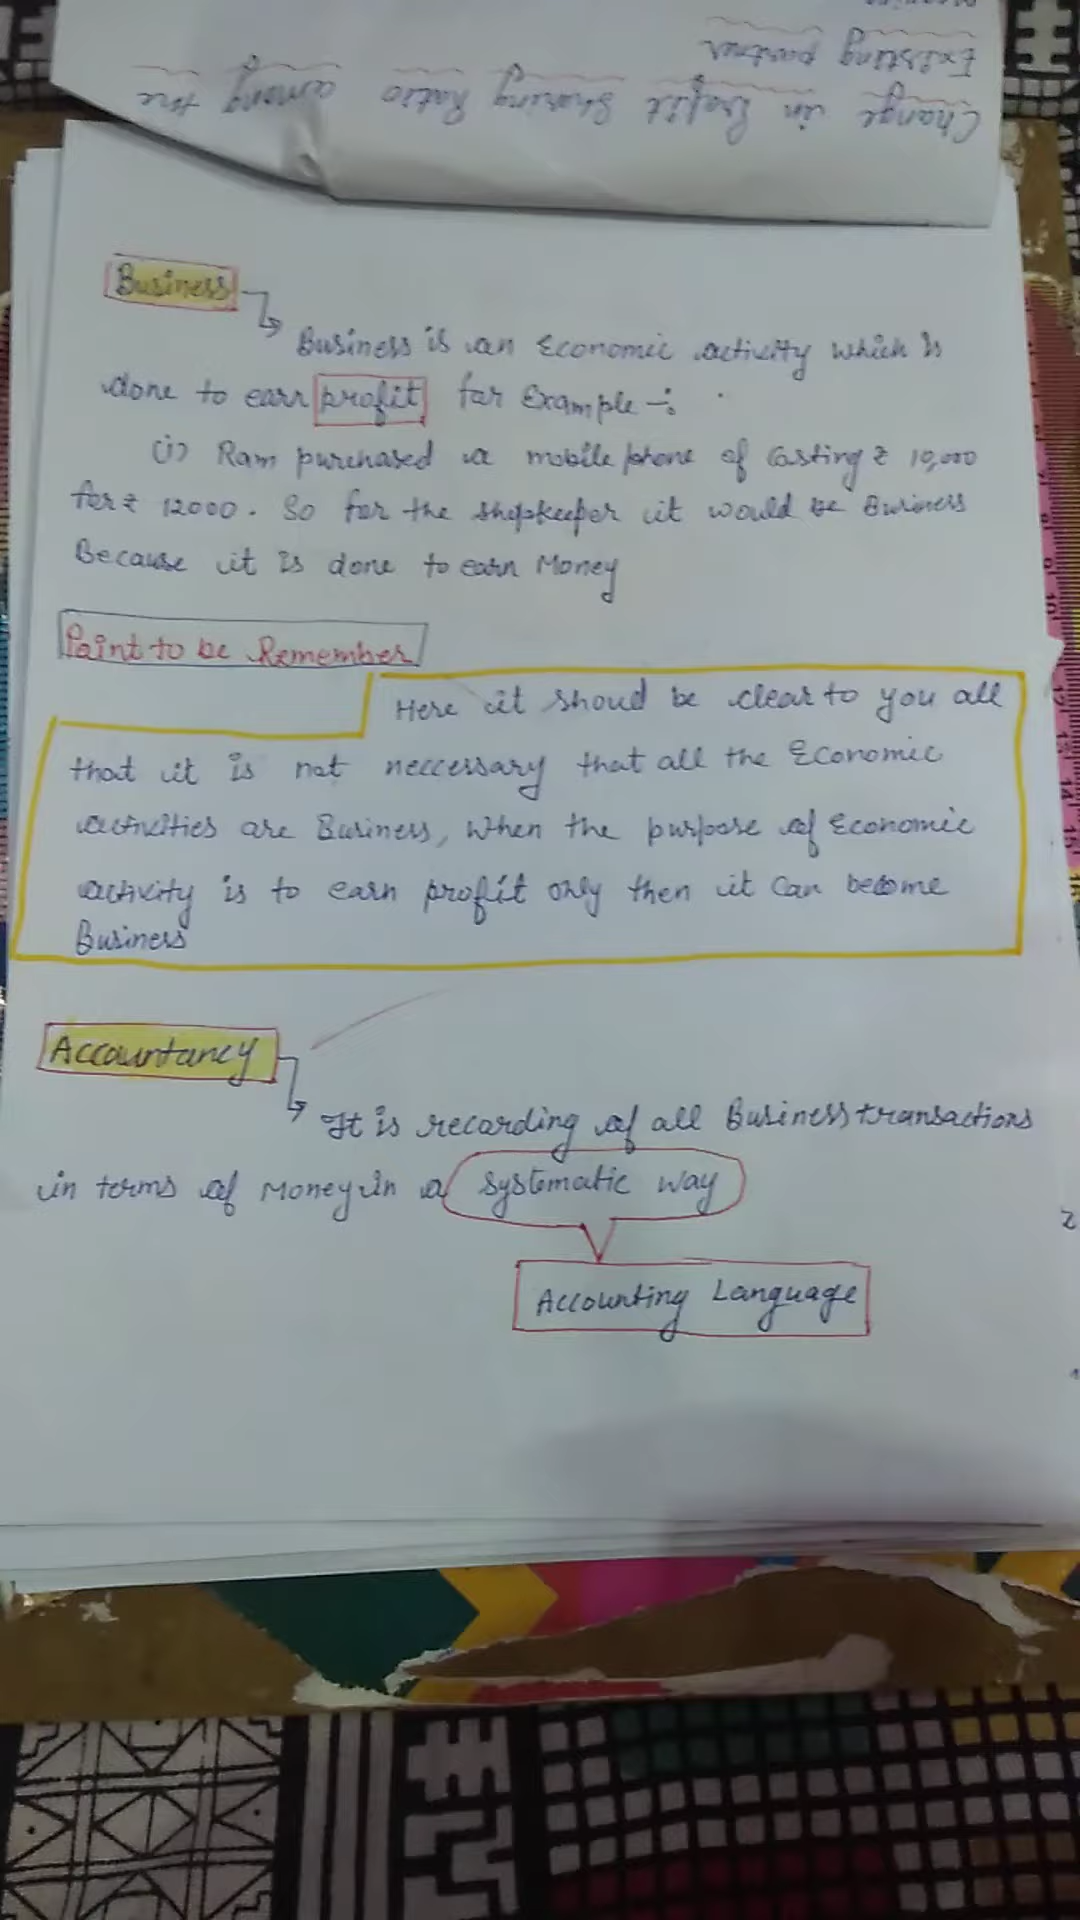 Change in Profit Sharing Ratio among the
Existing partner
Business
Business is an Economic activity which is
done to earn profit for Example :-
(i) Ram purchased a mobile phone of Costing ₹ 10,000
for ₹ 12000. So for the shopkeeper it would be Business
Because it is done to earn Money
Point to be Remember
Here it shoud be clear to you all
that it is not neccessary that all the Economic
activities are Business, When the purpose of Economic
activity is to earn profit only then it can become
Business
Accountancy
It is recording of all Business transactions
in terms of Money in a systematic way
Accounting Language